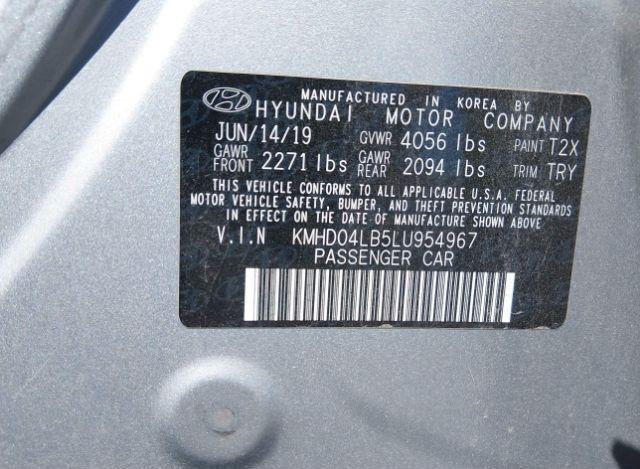 MANUFACTURED IN KOREA BY
HYUNDAI MOTOR COMPANY
JUN/14/19 GVWR 4056 lbs PAINT T2X
GAWR FRONT 2271 lbs GAWR REAR 2094 lbs TRIM TRY
THIS VEHICLE CONFORMS TO ALL APPLICABLE U.S.A. FEDERAL
MOTOR VEHICLE SAFETY, BUMPER, AND THEFT PREVENTION STANDARDS
IN EFFECT ON THE DATE OF MANUFACTURE SHOWN ABOVE
V.I.N KMHD04LB5LU954967
PASSENGER CAR